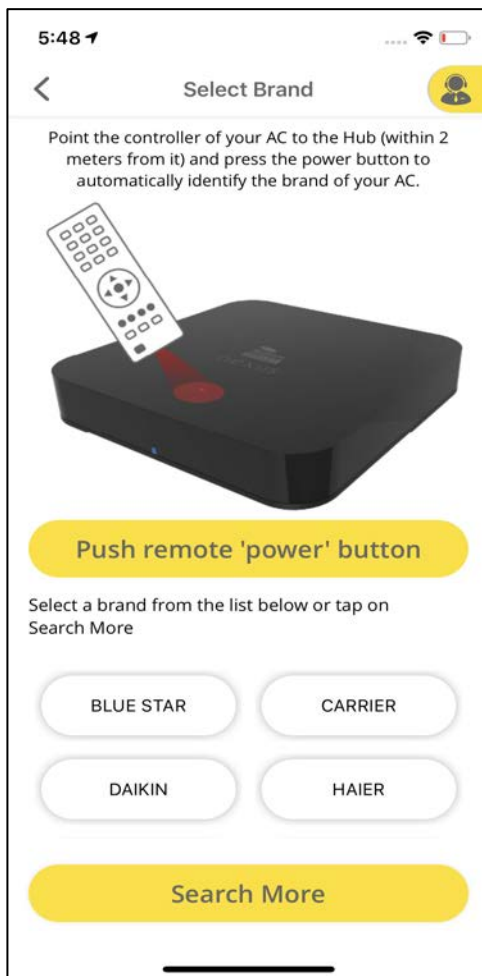 5:48
Select Brand
Point the controller of your AC to the Hub (within 2
meters from it) and press the power button to
automatically identify the brand of your AC.
Push remote 'power' button
Select a brand from the list below or tap on
Search More
BLUE STAR
CARRIER
DAIKIN
HAIER
Search More